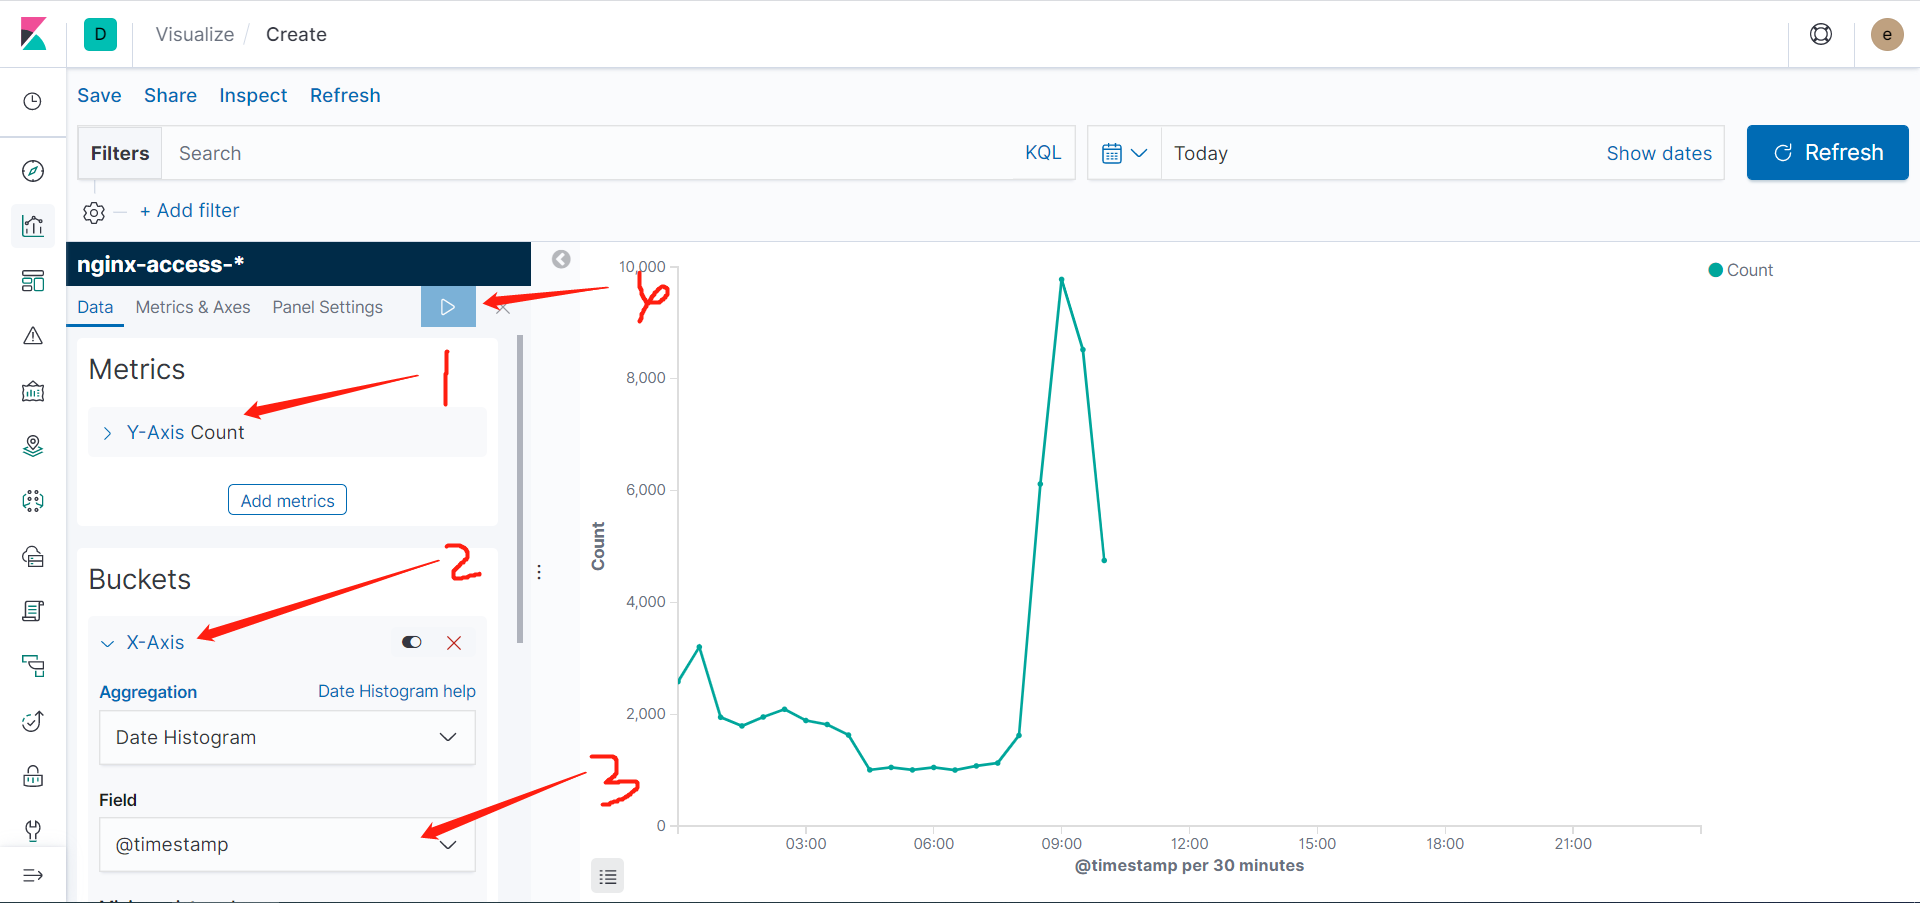 D Visualize / Create e
Save Share Inspect Refresh
Filters Search KQL Today Show dates Refresh
+ Add filter
nginx-access-*
Data Metrics & Axes Panel Settings
Metrics
1
Y-Axis Count
Add metrics
2
Buckets
X-Axis
Aggregation Date Histogram help
Date Histogram
3
Field
@timestamp
10,000
8,000
6,000
4,000
2,000
0
Count
03:00 06:00 09:00 12:00 15:00 18:00 21:00
@timestamp per 30 minutes
Count